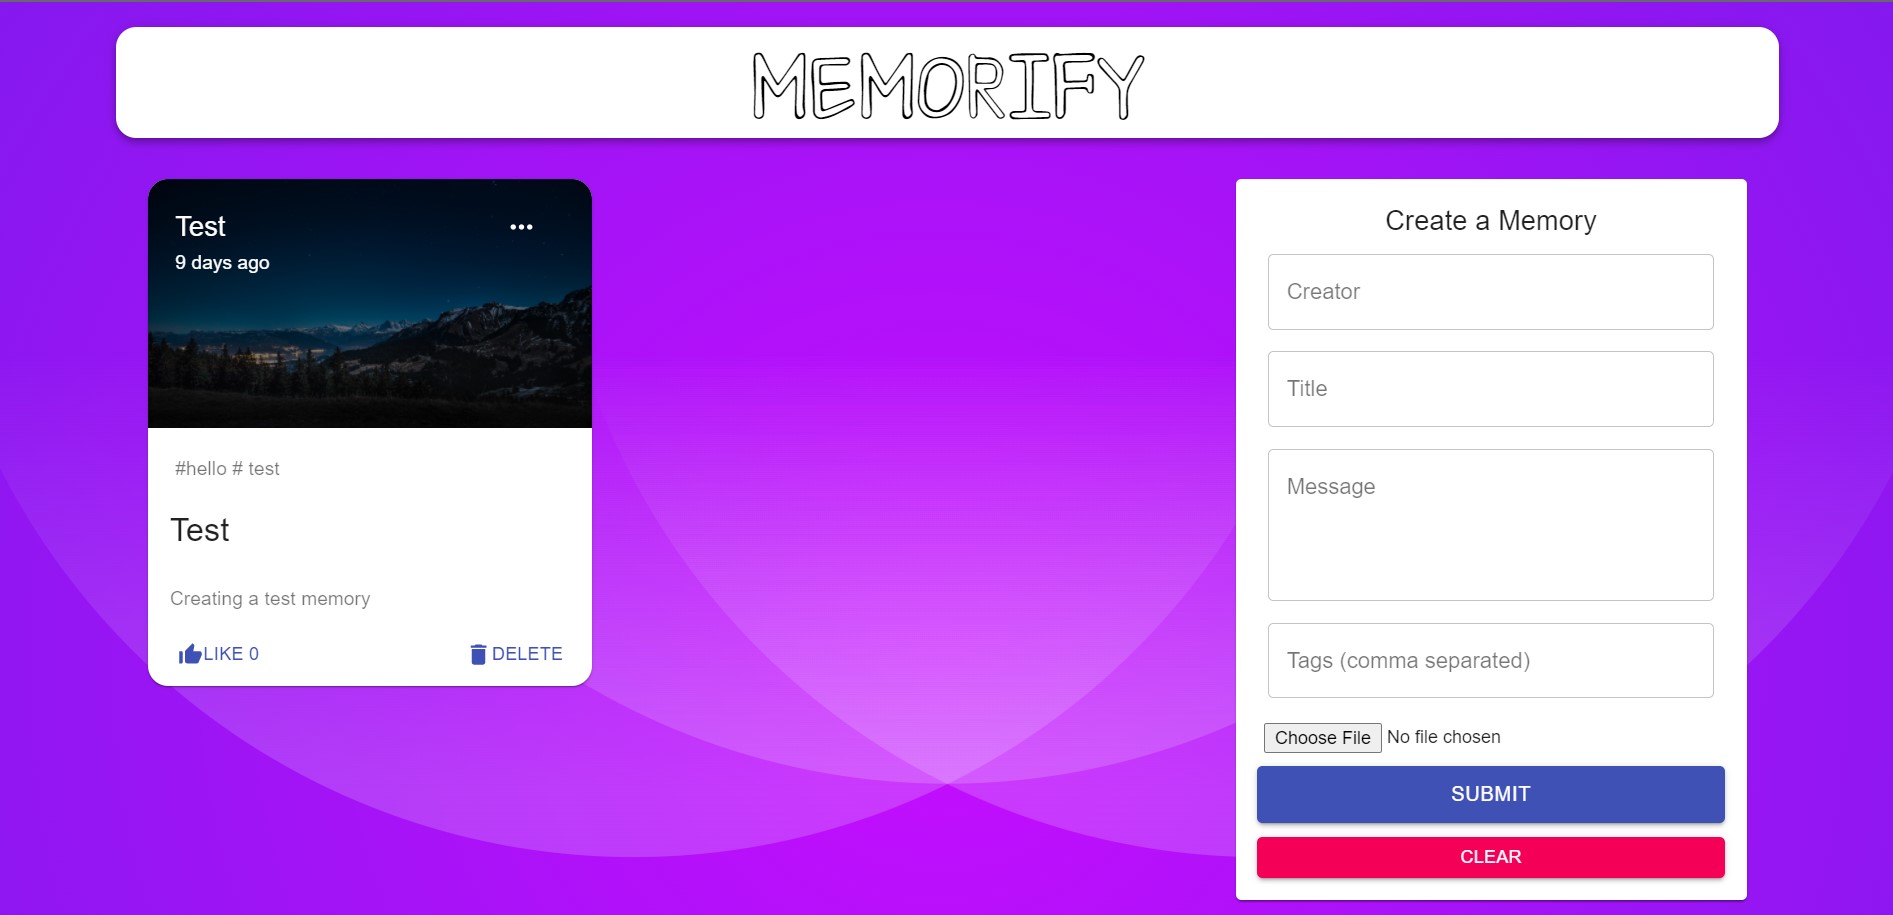 MEMORIFY
Test
9 days ago
#hello # test
Test
Creating a test memory
LIKE 0
DELETE
Create a Memory
Creator
Title
Message
Tags (comma separated)
Choose File No file chosen
SUBMIT
CLEAR